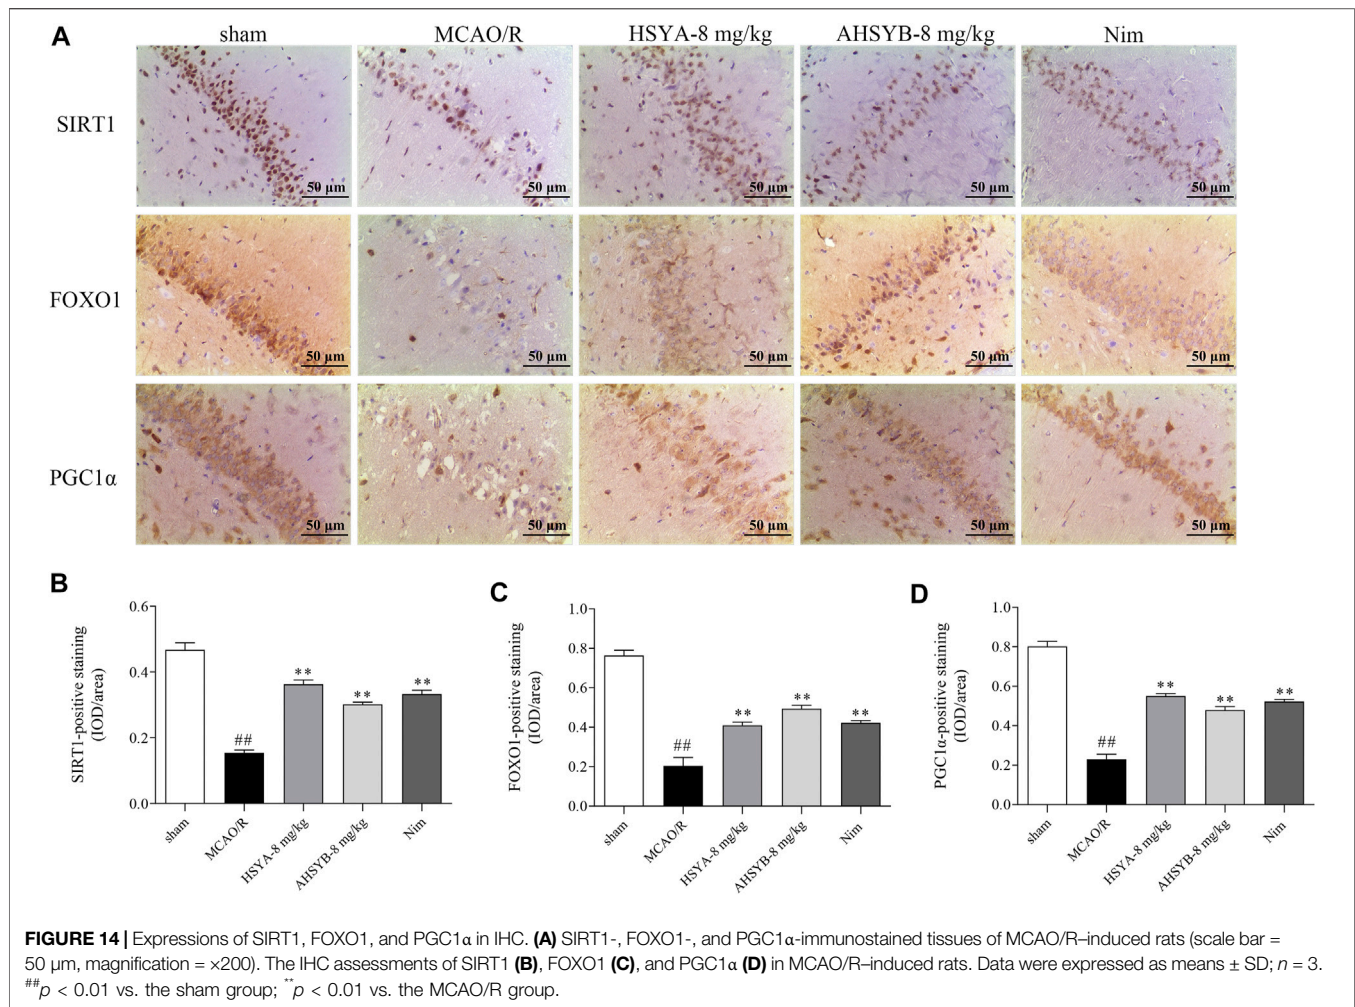 A
sham MCAO/R HSYA-8 mg/kg AHSYB-8 mg/kg Nim
SIRT1
50 µm 50 µm 50 µm 50 µm 50 µm
FOXO1
50 µm 50 µm 50 µm 50 µm 50 µm
PGC1α
50 µm 50 µm 50 µm 50 µm 50 µm
B
SIRT1-positive staining
(IOD/area)
0.6
0.4
0.2
0.0
##
**
**
**
sham
MCAO/R
HSYA-8 mg/kg
AHSYB-8 mg/kg
Nim
C
FOXO1-positive staining
(IOD/area)
1.0
0.8
0.6
0.4
0.2
0.0
##
**
**
**
sham
MCAO/R
HSYA-8 mg/kg
AHSYB-8 mg/kg
Nim
D
PGC1α-positive staining
(IOD/area)
1.0
0.8
0.6
0.4
0.2
0.0
##
**
**
**
sham
MCAO/R
HSYA-8 mg/kg
AHSYB-8 mg/kg
Nim
FIGURE 14 | Expressions of SIRT1, FOXO1, and PGC1α in IHC. (A) SIRT1-, FOXO1-, and PGC1α-immunostained tissues of MCAO/R–induced rats (scale bar =
50 µm, magnification = ×200). The IHC assessments of SIRT1 (B), FOXO1 (C), and PGC1α (D) in MCAO/R–induced rats. Data were expressed as means ± SD; n = 3.
##p < 0.01 vs. the sham group; **p < 0.01 vs. the MCAO/R group.